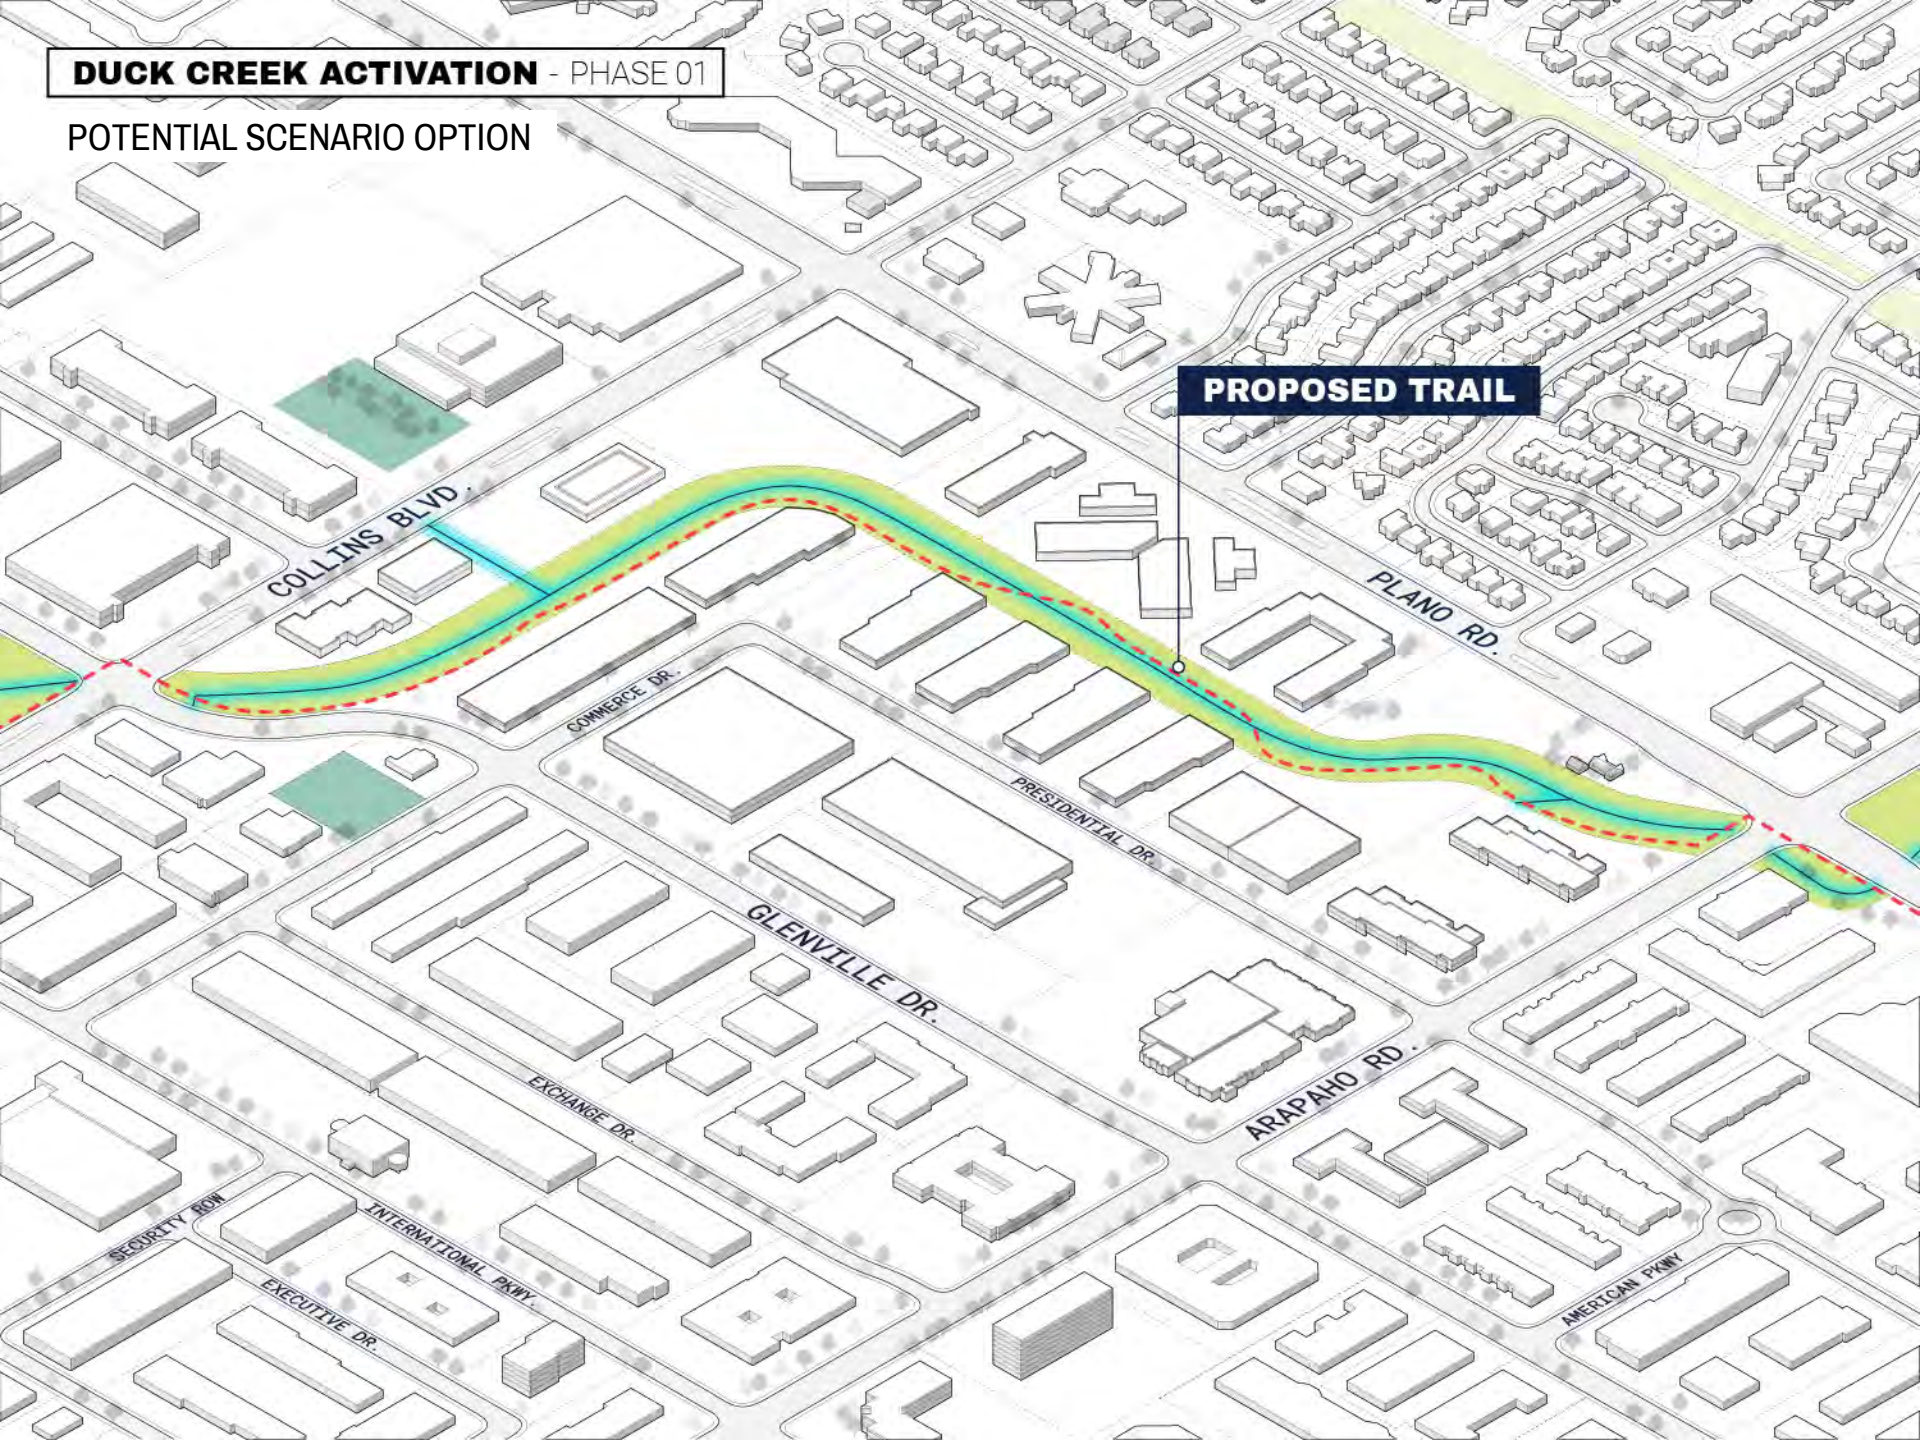 DUCK CREEK ACTIVATION - PHASE 01
POTENTIAL SCENARIO OPTION
PROPOSED TRAIL
COLLINS BLVD.
PLANO RD.
COMMERCE DR.
PRESIDENTIAL DR.
GLENVILLE DR.
ARAPAHO RD.
EXCHANGE DR.
SECURITY ROW
INTERNATIONAL PKWY.
EXECUTIVE DR.
AMERICAN PKWY